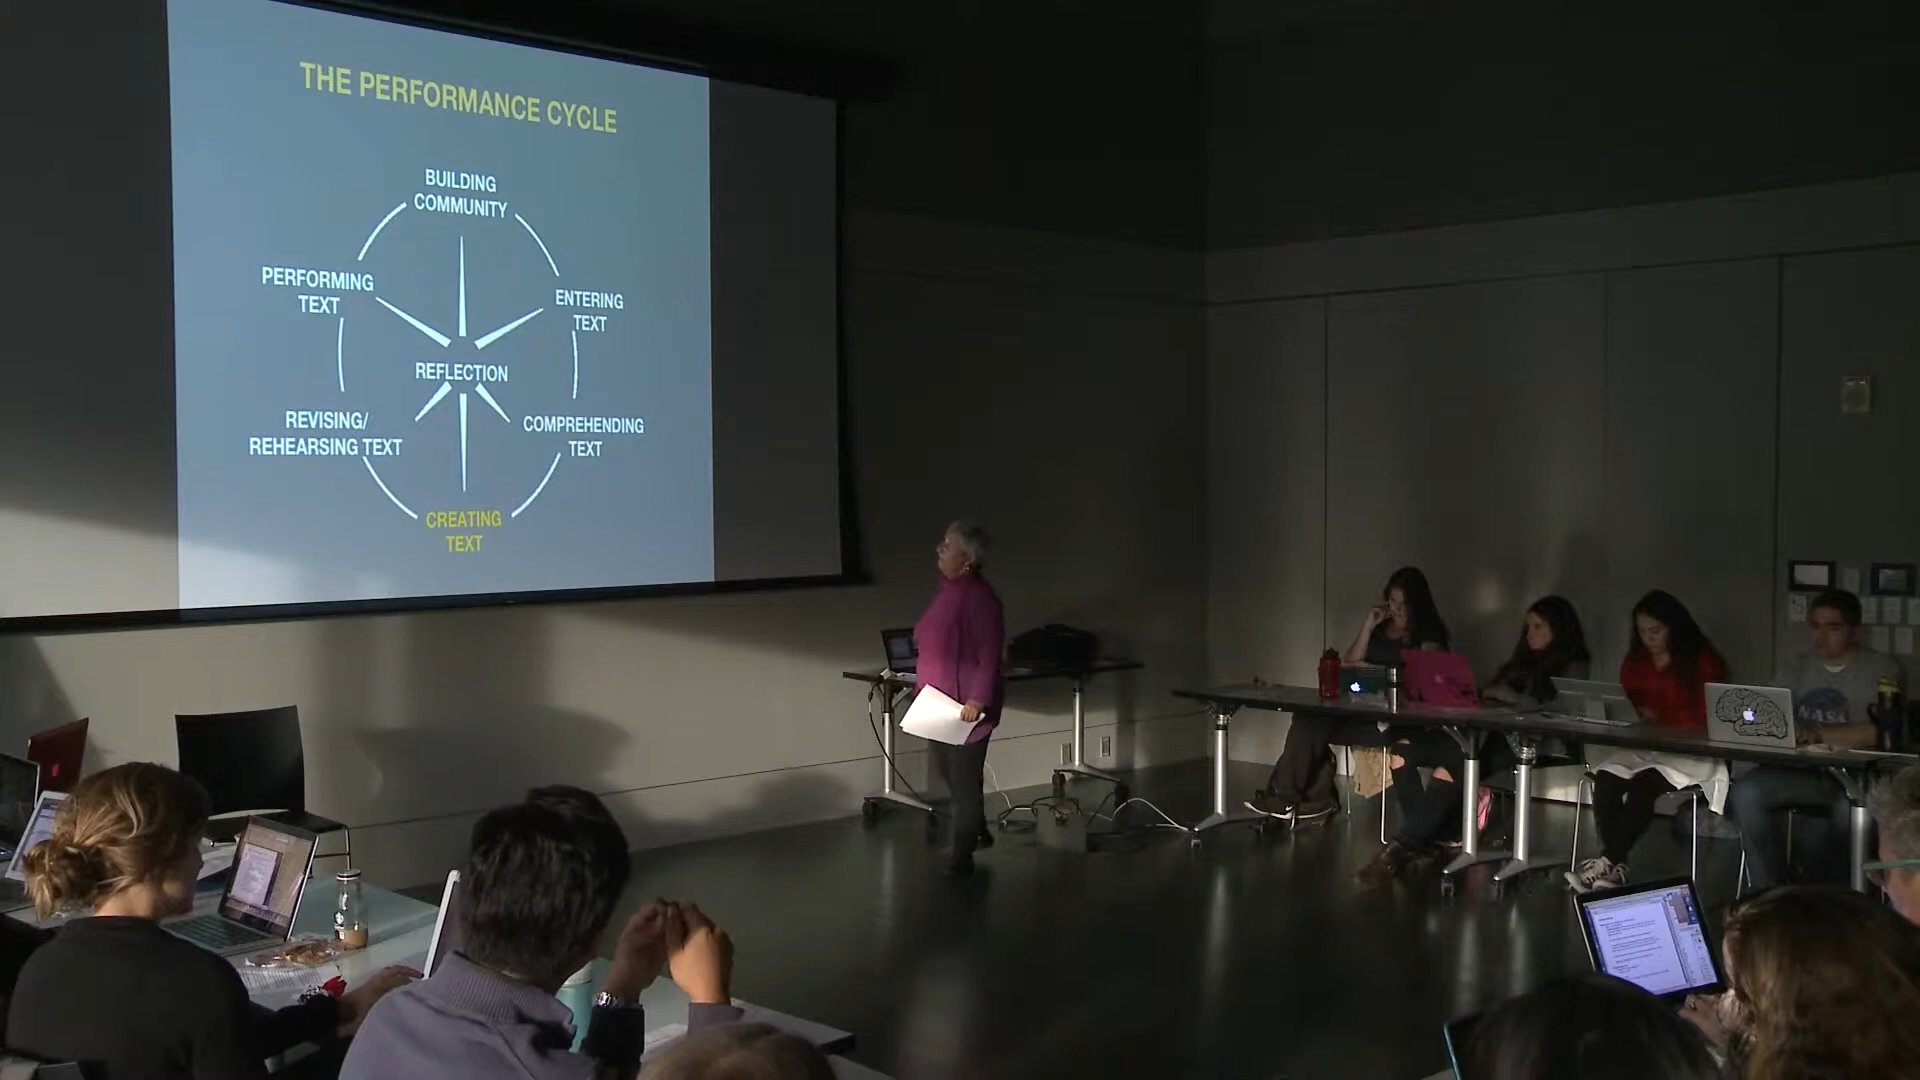 THE PERFORMANCE CYCLE
BUILDING
COMMUNITY
PERFORMING
TEXT
ENTERING
TEXT
REFLECTION
REVISING/
REHEARSING TEXT
COMPREHENDING
TEXT
CREATING
TEXT
NASA